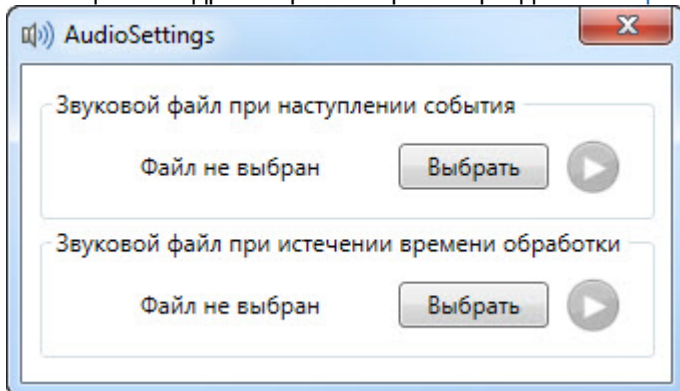 AudioSettings
Звуковой файл при наступлении события
Файл не выбран Выбрать
Звуковой файл при истечении времени обработки
Файл не выбран Выбрать